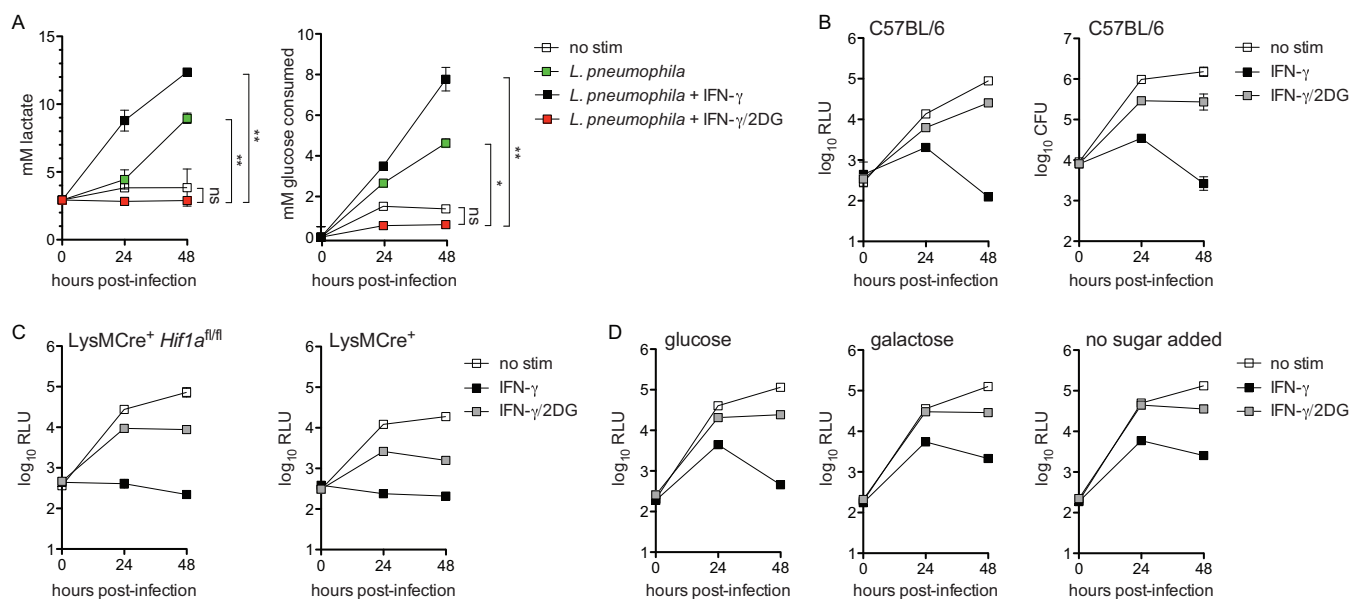 A
mM lactate
15
10
5
0
0 24 48
hours post-infection
ns
**
**
mM glucose consumed
10
8
6
4
2
0
0 24 48
hours post-infection
ns
*
**
no stim
L. pneumophila
L. pneumophila + IFN-γ
L. pneumophila + IFN-γ/2DG
B
C57BL/6
log10 RLU
6
5
4
3
2
1
0 24 48
hours post-infection
C57BL/6
log10 CFU
7
6
5
4
3
2
0 24 48
hours post-infection
no stim
IFN-γ
IFN-γ/2DG
C
LysMCre+ Hif1afl/fl
log10 RLU
6
5
4
3
2
1
0 24 48
hours post-infection
LysMCre+
log10 RLU
6
5
4
3
2
1
0 24 48
hours post-infection
no stim
IFN-γ
IFN-γ/2DG
D
glucose
log10 RLU
6
5
4
3
2
1
0 24 48
hours post-infection
galactose
log10 RLU
6
5
4
3
2
1
0 24 48
hours post-infection
no sugar added
log10 RLU
6
5
4
3
2
1
0 24 48
hours post-infection
no stim
IFN-γ
IFN-γ/2DG